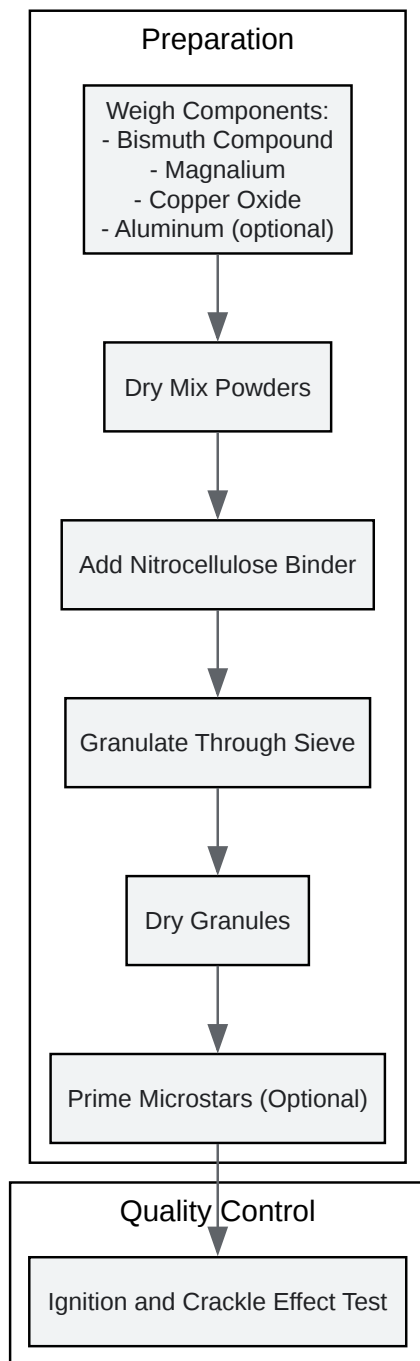 Preparation
Weigh Components:
- Bismuth Compound
- Magnalium
- Copper Oxide
- Aluminum (optional)
Dry Mix Powders
Add Nitrocellulose Binder
Granulate Through Sieve
Dry Granules
Prime Microstars (Optional)
Quality Control
Ignition and Crackle Effect Test